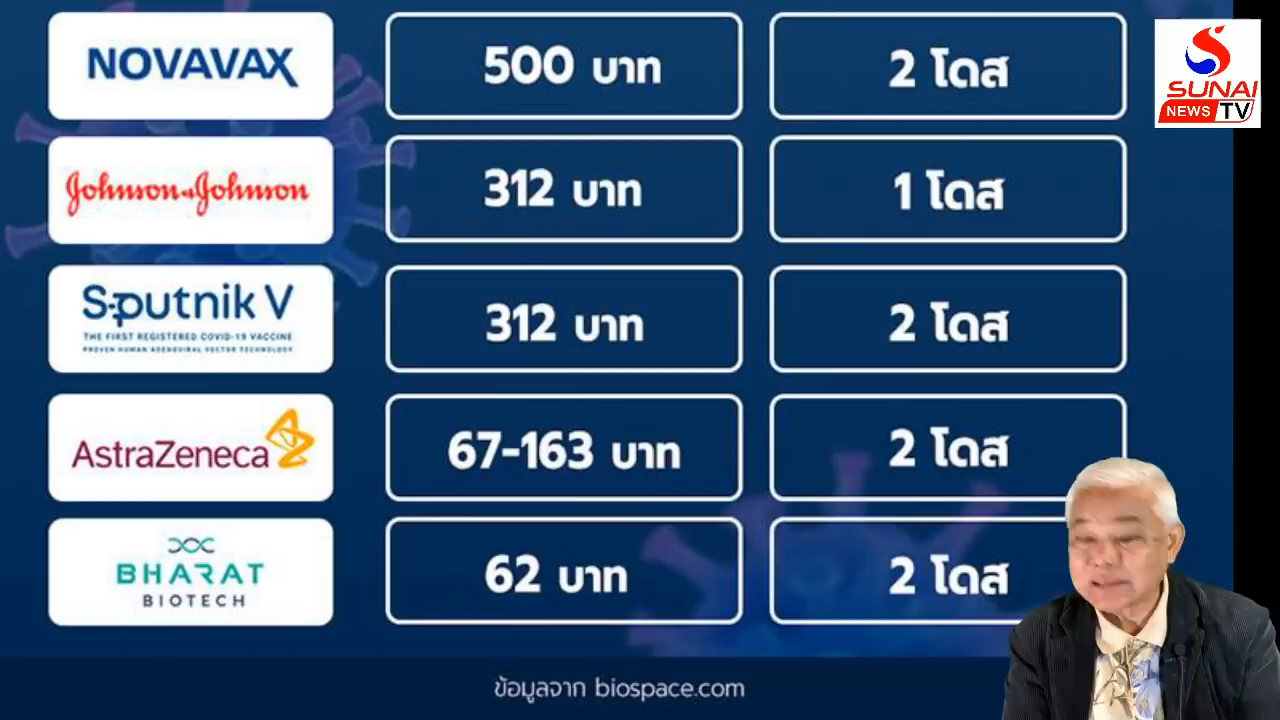 NOVAVAX
500 บาท
2 โดส
SUNAI
NEWS TV
Johnson & Johnson
312 บาท
1 โดส
Sputnik V
THE FIRST REGISTERED COVID-19 VACCINE
PROVEN HUMAN ADENOVIRAL VECTOR TECHNOLOGY
312 บาท
2 โดส
AstraZeneca
67-163 บาท
2 โดส
BHARAT
BIOTECH
62 บาท
2 โดส
ข้อมูลจาก biospace.com